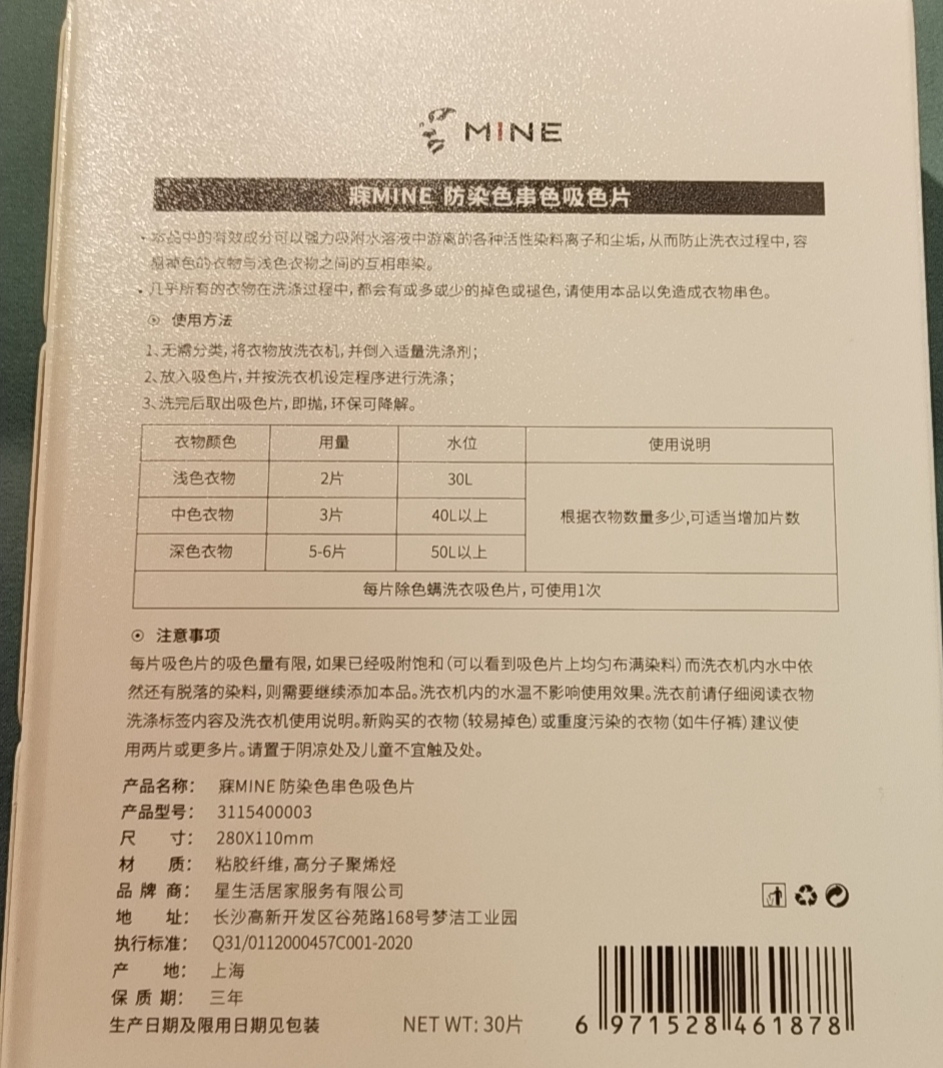 MINE
寐MINE 防染色串色吸色片
·本品中的有效成分可以强力吸附水溶液中游离的各种活性染料离子和尘垢,从而防止洗衣过程中,容
易掉色的衣物与浅色衣物之间的互相串染。
·几乎所有的衣物在洗涤过程中,都会有或多或少的掉色或褪色,请使用本品以免造成衣物串色。
使用方法
1、无需分类,将衣物放洗衣机,并倒入适量洗涤剂;
2、放入吸色片,并按洗衣机设定程序进行洗涤;
3、洗完后取出吸色片,即抛,环保可降解。
衣物颜色 用量 水位 使用说明
浅色衣物 2片 30L
中色衣物 3片 40L以上 根据衣物数量多少,可适当增加片数
深色衣物 5-6片 50L以上
每片除色螨洗衣吸色片,可使用1次
注意事项
每片吸色片的吸色量有限,如果已经吸附饱和(可以看到吸色片上均匀布满染料)而洗衣机内水中依
然还有脱落的染料,则需要继续添加本品。洗衣机内的水温不影响使用效果。洗衣前请仔细阅读衣物
洗涤标签内容及洗衣机使用说明。新购买的衣物(较易掉色)或重度污染的衣物(如牛仔裤)建议使
用两片或更多片。请置于阴凉处及儿童不宜触及处。
产品名称: 寐MINE 防染色串色吸色片
产品型号: 3115400003
尺 寸: 280X110mm
材 质: 粘胶纤维,高分子聚烯烃
品 牌 商: 星生活居家服务有限公司
地 址: 长沙高新开发区谷苑路168号梦洁工业园
执行标准: Q31/0112000457C001-2020
产 地: 上海
保 质 期: 三年
生产日期及限用日期见包装 NET WT: 30片
6 971528 461878